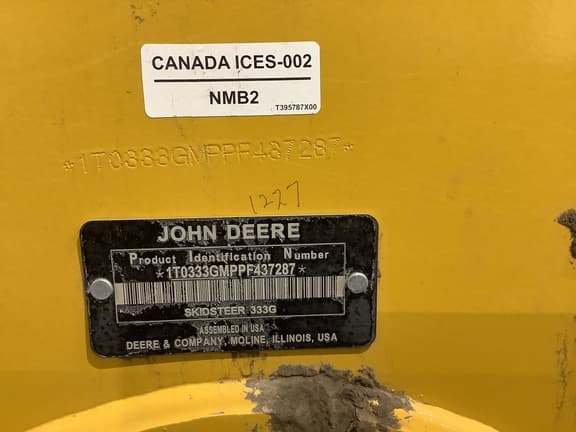 CANADA ICES-002
NMB2
T395787X00
*1T0333GMPPF437287*
1227
JOHN DEERE
Product Identification Number
*1T0333GMPPF437287*
SKIDSTEER 333G
ASSEMBLED IN USA
DEERE & COMPANY, MOLINE, ILLINOIS, USA